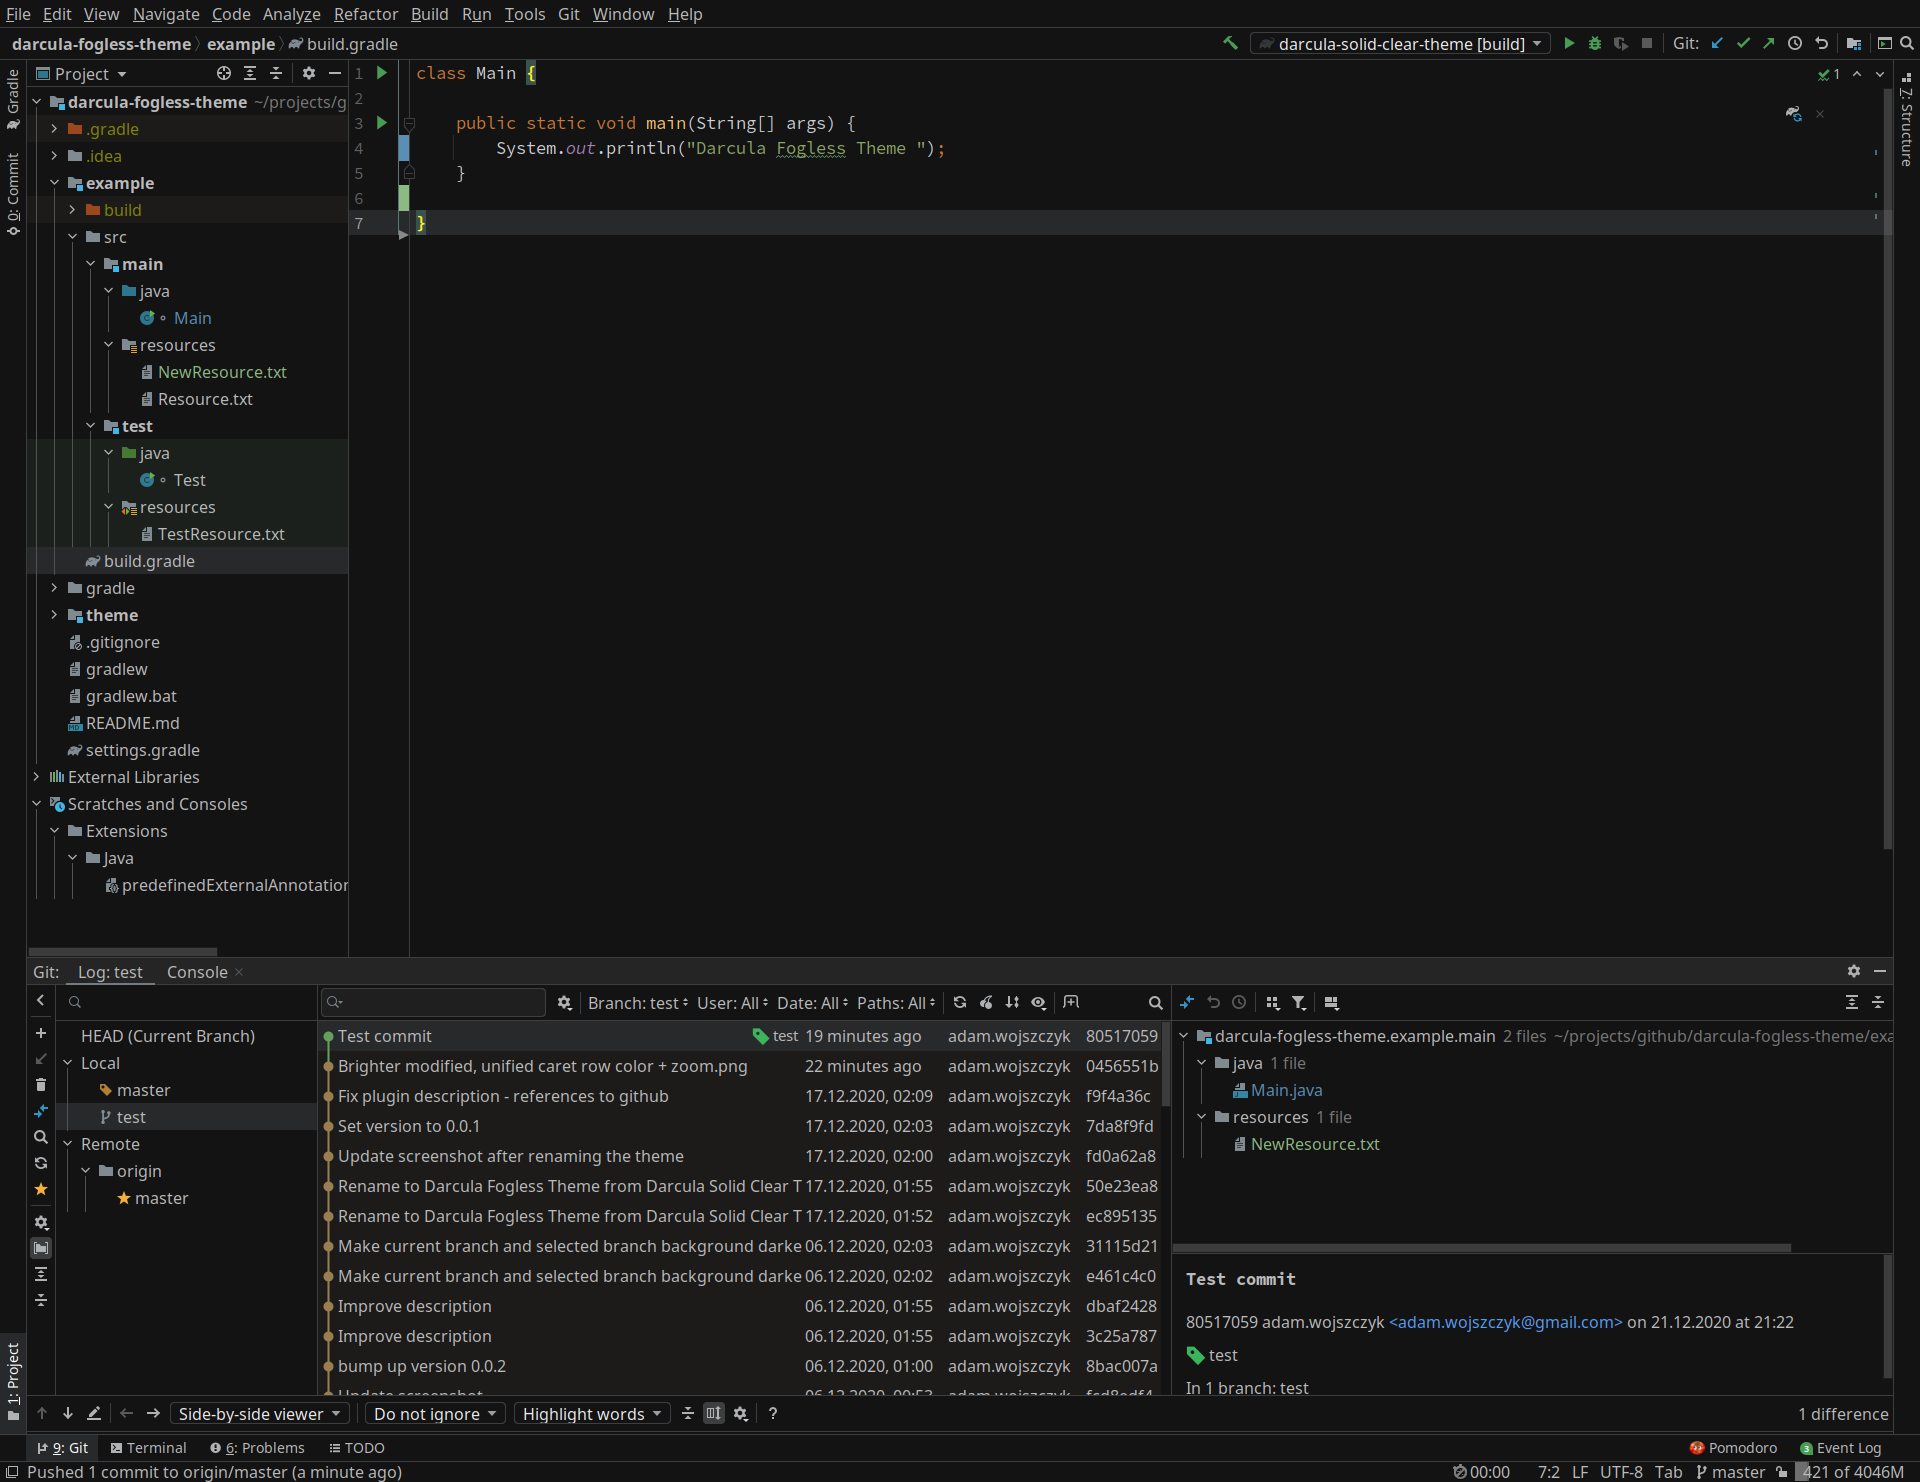 File Edit View Navigate Code Analyze Refactor Build Run Tools Git Window Help
darcula-fogless-theme example build.gradle
darcula-solid-clear-theme [build] Git:
Project
Gradle
0: Commit
1: Project
Z: Structure
darcula-fogless-theme ~/projects/g
.gradle
.idea
example
build
src
main
java
Main
resources
NewResource.txt
Resource.txt
test
java
Test
resources
TestResource.txt
build.gradle
gradle
theme
.gitignore
gradlew
gradlew.bat
README.md
settings.gradle
External Libraries
Scratches and Consoles
Extensions
Java
predefinedExternalAnnotation
1 class Main {
2
3 public static void main(String[] args) {
4 System.out.println("Darcula Fogless Theme ");
5 }
6
7 }
1
Git: Log: test Console
HEAD (Current Branch)
Local
master
test
Remote
origin
master
Branch: test User: All Date: All Paths: All
Test commit test 19 minutes ago adam.wojszczyk 80517059
Brighter modified, unified caret row color + zoom.png 22 minutes ago adam.wojszczyk 0456551b
Fix plugin description - references to github 17.12.2020, 02:09 adam.wojszczyk f9f4a36c
Set version to 0.0.1 17.12.2020, 02:03 adam.wojszczyk 7da8f9fd
Update screenshot after renaming the theme 17.12.2020, 02:00 adam.wojszczyk fd0a62a8
Rename to Darcula Fogless Theme from Darcula Solid Clear T 17.12.2020, 01:55 adam.wojszczyk 50e23ea8
Rename to Darcula Fogless Theme from Darcula Solid Clear T 17.12.2020, 01:52 adam.wojszczyk ec895135
Make current branch and selected branch background darke 06.12.2020, 02:03 adam.wojszczyk 31115d21
Make current branch and selected branch background darke 06.12.2020, 02:02 adam.wojszczyk e461c4c0
Improve description 06.12.2020, 01:55 adam.wojszczyk dbaf2428
Improve description 06.12.2020, 01:55 adam.wojszczyk 3c25a787
bump up version 0.0.2 06.12.2020, 01:00 adam.wojszczyk 8bac007a
Update screenshot 06.12.2020, 00:53 adam.wojszczyk
darcula-fogless-theme.example.main 2 files ~/projects/github/darcula-fogless-theme/exa
java 1 file
Main.java
resources 1 file
NewResource.txt
Test commit
80517059 adam.wojszczyk <adam.wojszczyk@gmail.com> on 21.12.2020 at 21:22
test
In 1 branch: test
Side-by-side viewer Do not ignore Highlight words ? 1 difference
9: Git Terminal 6: Problems TODO Pomodoro 3 Event Log
Pushed 1 commit to origin/master (a minute ago) 00:00 7:2 LF UTF-8 Tab master 421 of 4046M